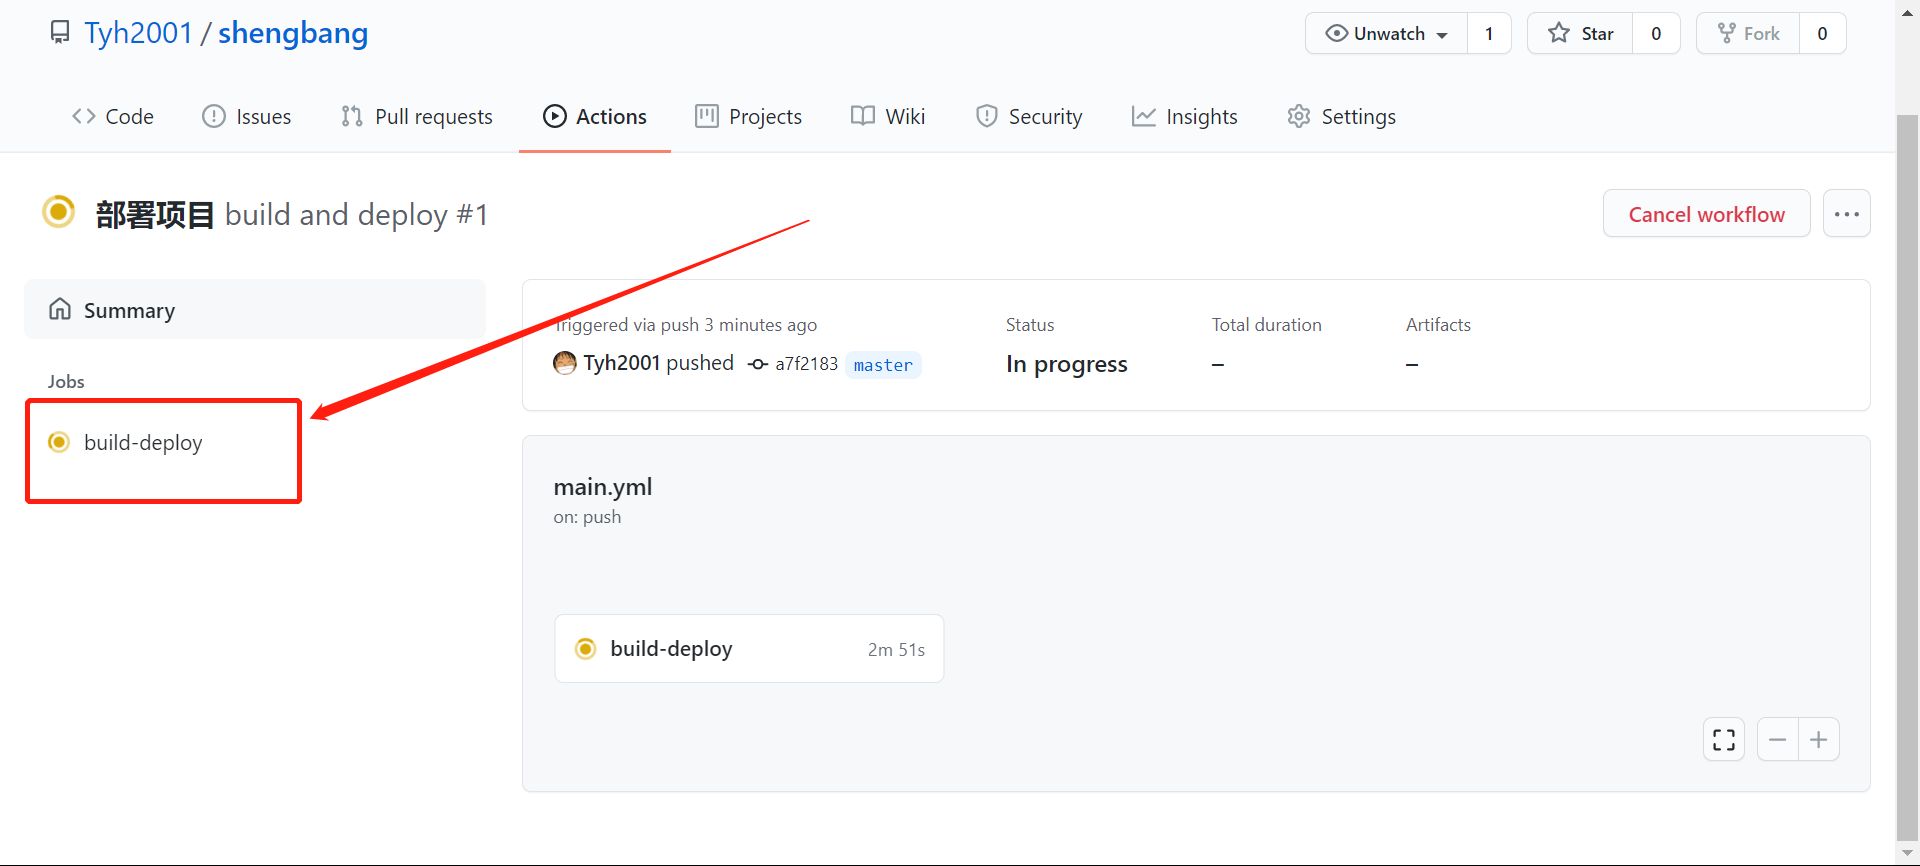 Tyh2001 / shengbang
Unwatch 1 Star 0 Fork 0
Code Issues Pull requests Actions Projects Wiki Security Insights Settings
部署项目 build and deploy #1
Cancel workflow
Summary
Triggered via push 3 minutes ago Status Total duration Artifacts
Tyh2001 pushed a7f2183 master In progress – –
Jobs
build-deploy
main.yml
on: push
build-deploy 2m 51s